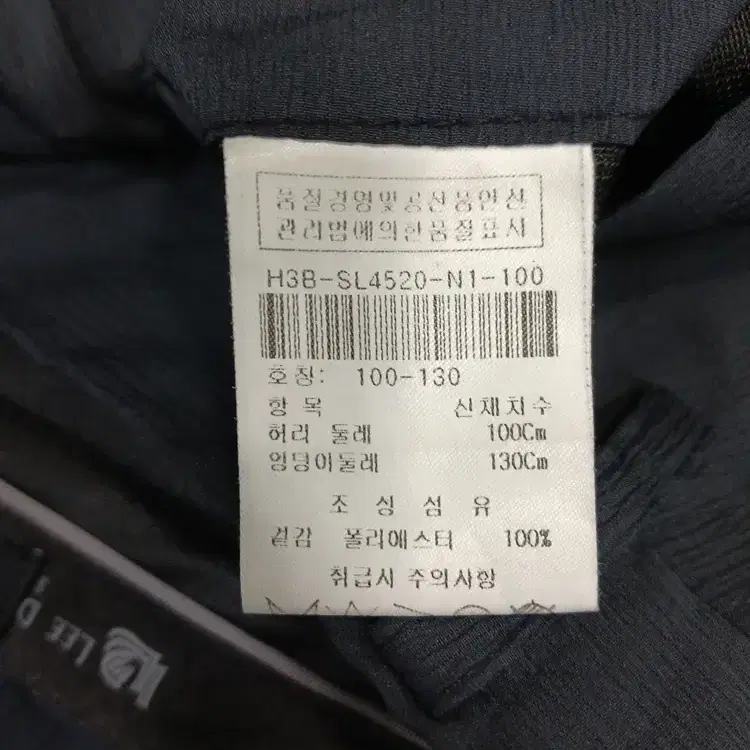 품질경영및공산품안전
관리법에의한품질표시
H3B-SL4520-N1-100
호칭: 100-130
항 목 신체치수
허리 둘레 100Cm
엉덩이둘레 130Cm
조 성 섬 유
겉감 폴리에스터 100%
취급시 주의사항
LEE D